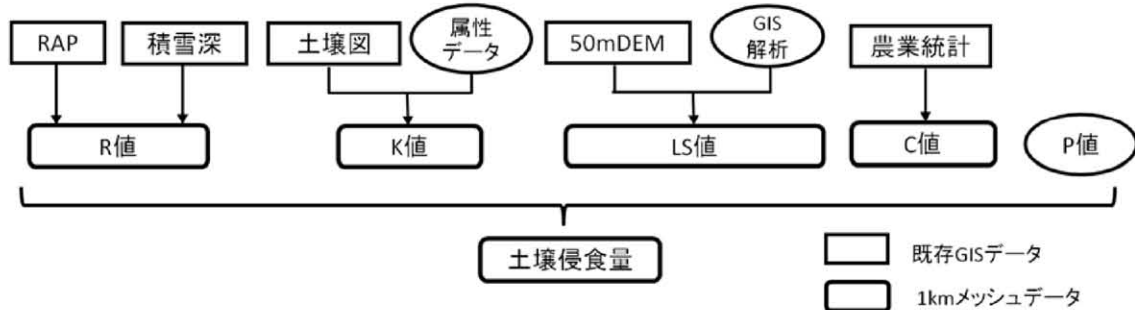 RAP
積雪深
土壌図
属性
データ
50mDEM
GIS
解析
農業統計
R値
K値
LS値
C値
P値
土壌侵食量
既存GISデータ
1kmメッシュデータ